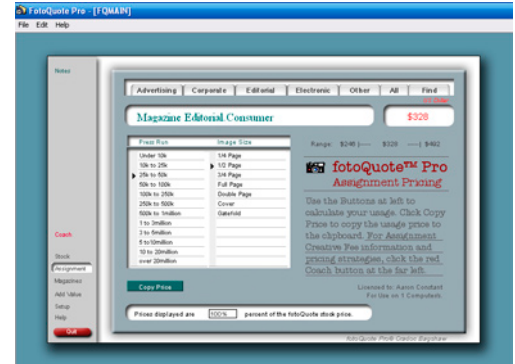 FotoQuote Pro - [FQMAIN]
File Edit Help
Notes
Advertising Corporate Editorial Electronic Other All Find
Magazine Editorial.Consumer
$328
Press Run Image Size
Range: $246 |---- $328 ----| $492
Under 10k 1/4 Page
10k to 25k 1/2 Page
25k to 50k 3/4 Page
50k to 100k Full Page
100k to 250k Double Page
250k to 500k Cover
500k to 1million Gatefold
1 to 3million
3 to 5million
5 to10million
10 to 20million
over 20million
fotoQuote™ Pro
Assignment Pricing
Use the Buttons at left to
calculate your usage. Click Copy
Price to copy the usage price to
the clipboard. For Assignment
Creative Fee information and
pricing strategies, click the red
Coach button at the far left.
Coach
Stock
Assignment
Magazines
Add Value
Setup
Help
Quit
Copy Price
Licensed to: Aaron Constant
For Use on 1 Computers.
Prices displayed are 100% percent of the fotoQuote stock price.
fotoQuote Pro© Cradoc Bagshaw